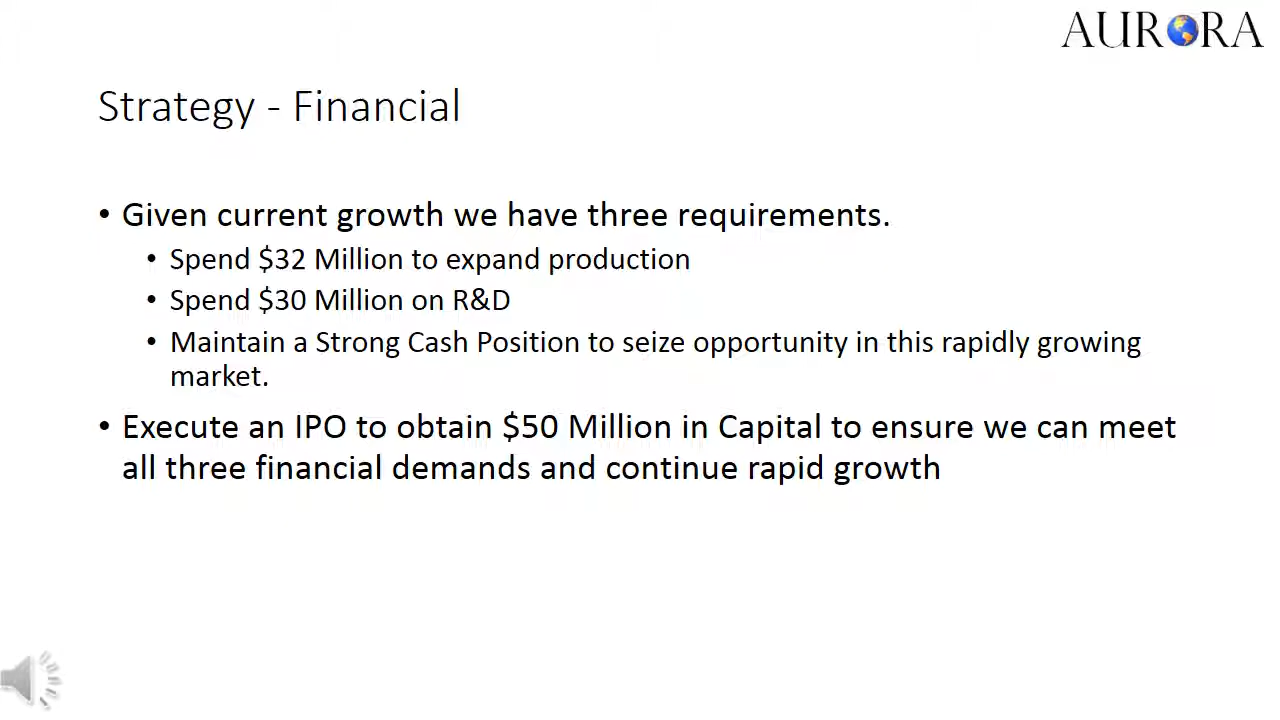 AURORA
Strategy - Financial
• Given current growth we have three requirements.
• Spend $32 Million to expand production
• Spend $30 Million on R&D
• Maintain a Strong Cash Position to seize opportunity in this rapidly growing
market.
• Execute an IPO to obtain $50 Million in Capital to ensure we can meet
all three financial demands and continue rapid growth